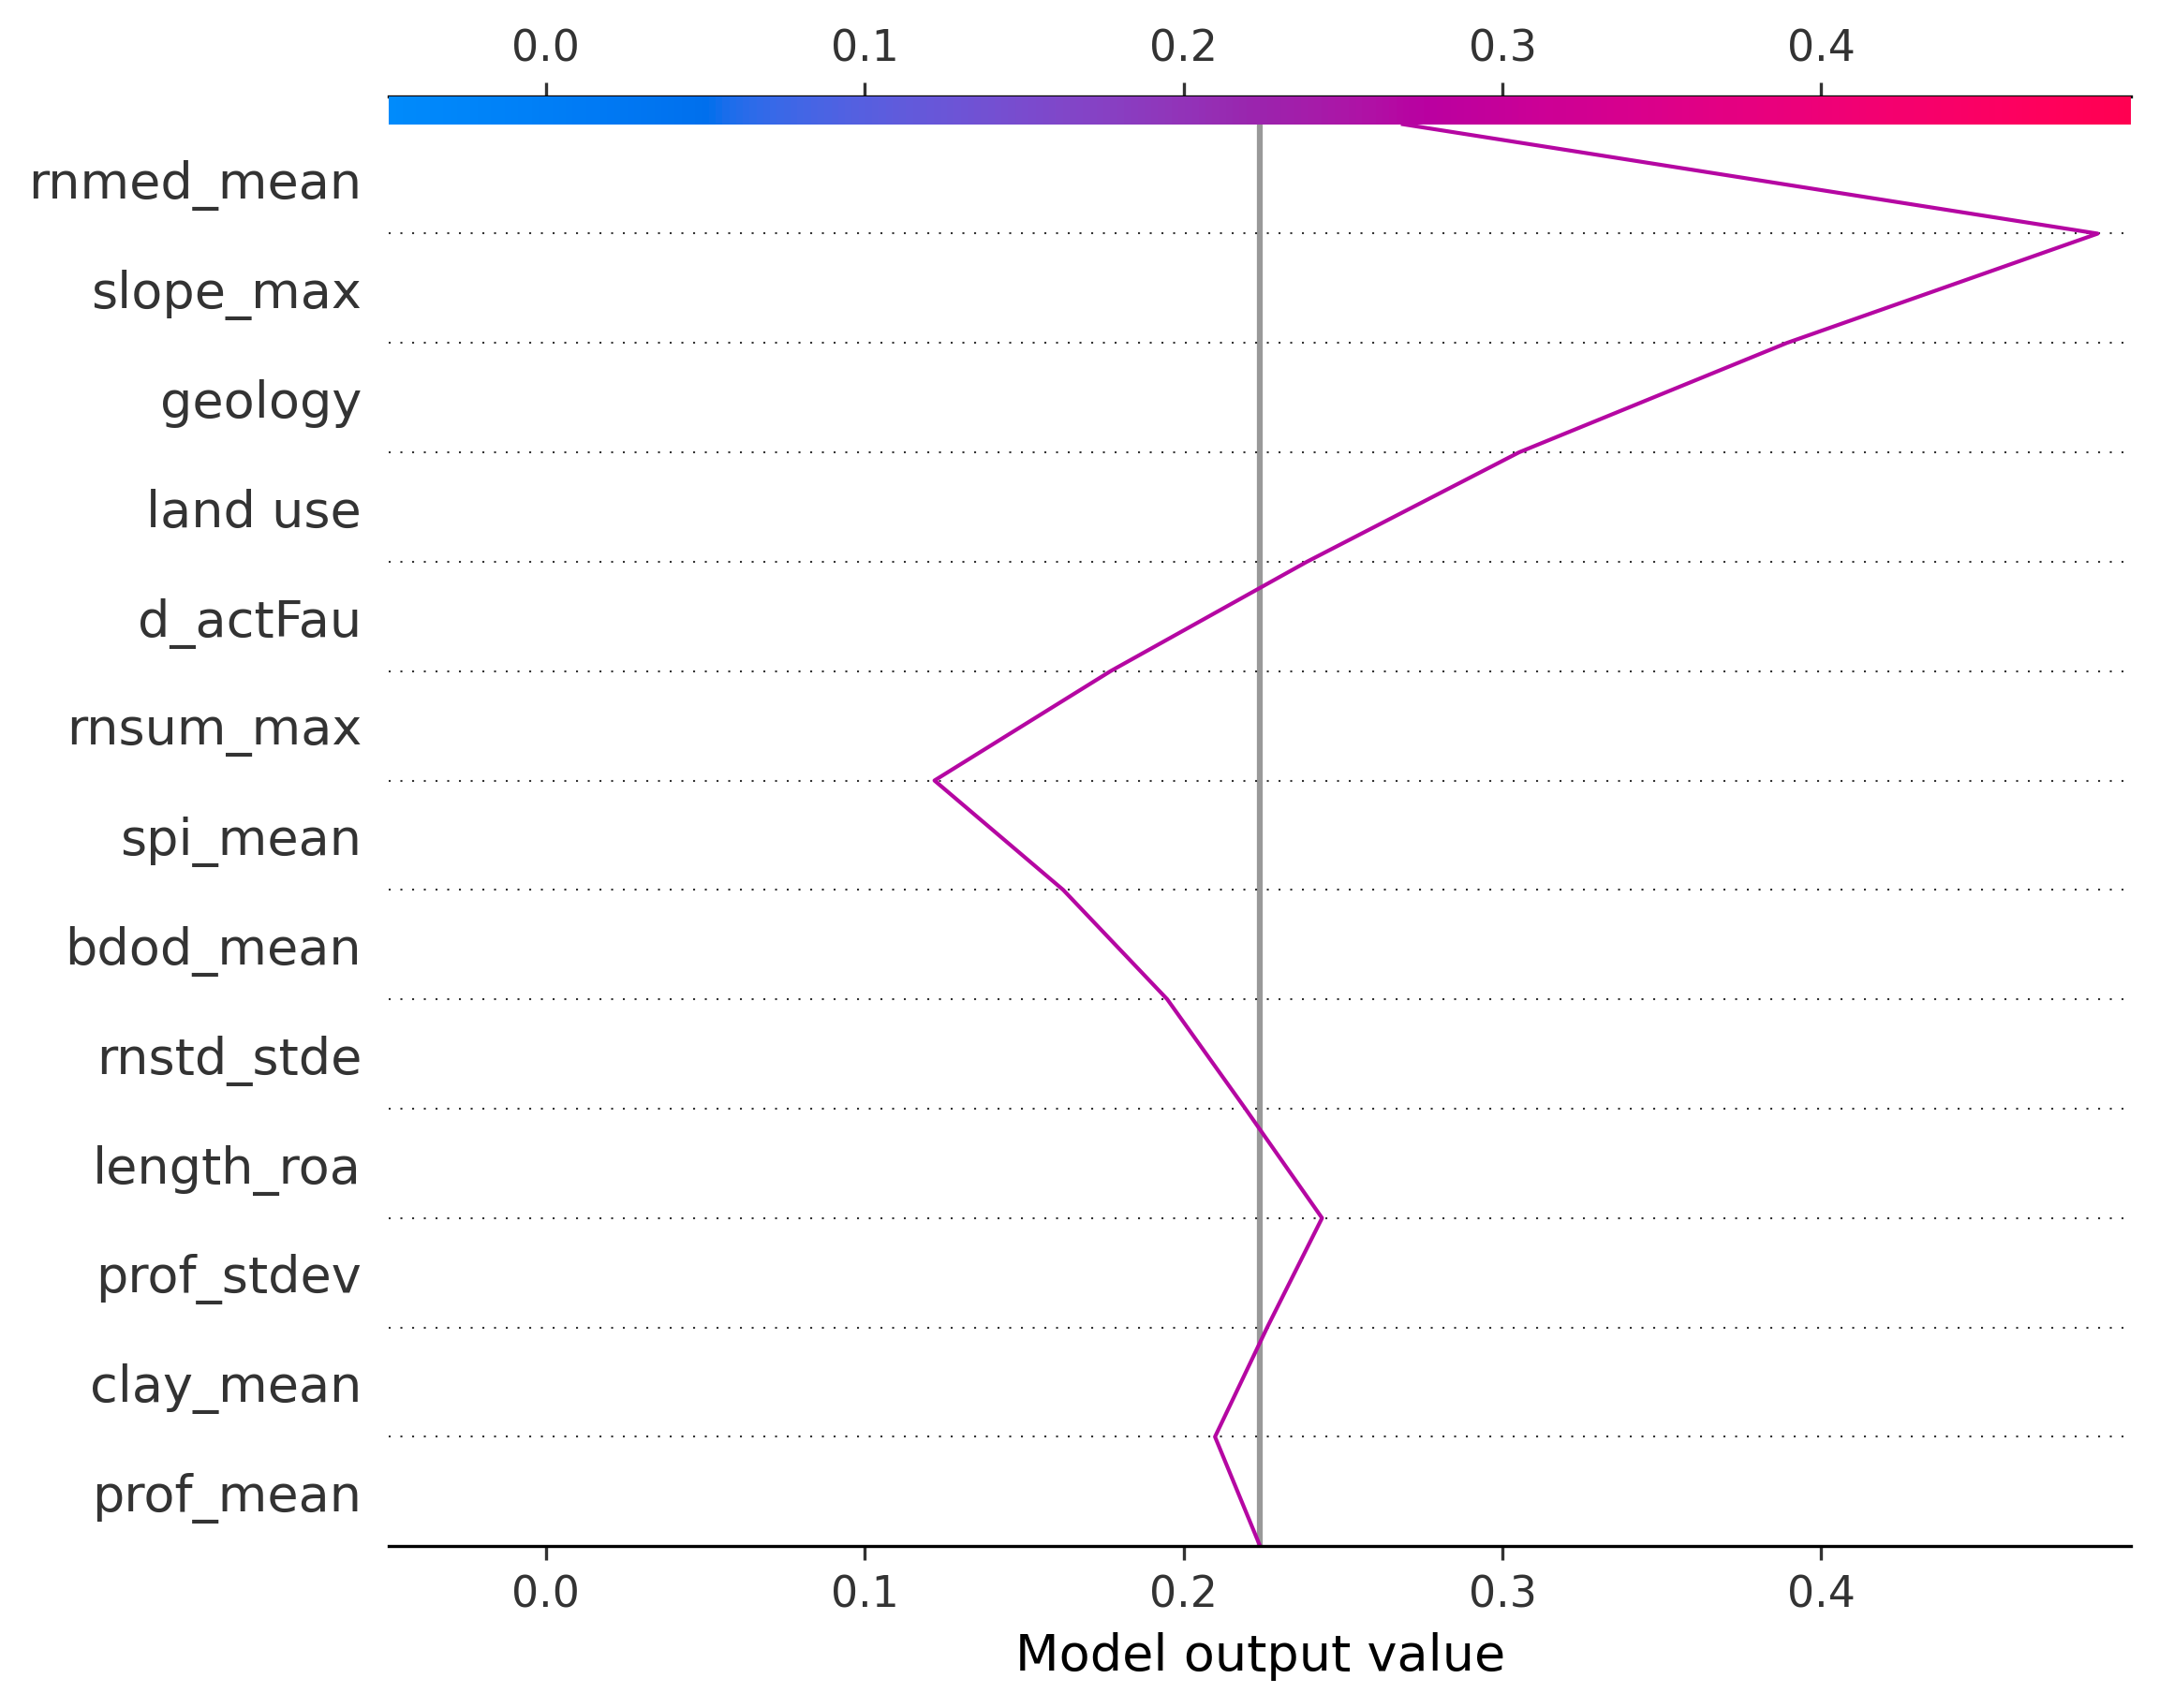 0.0 0.1 0.2 0.3 0.4
rnmed_mean
slope_max
geology
land use
d_actFau
rnsum_max
spi_mean
bdod_mean
rnstd_stde
length_roa
prof_stdev
clay_mean
prof_mean
0.0 0.1 0.2 0.3 0.4
Model output value